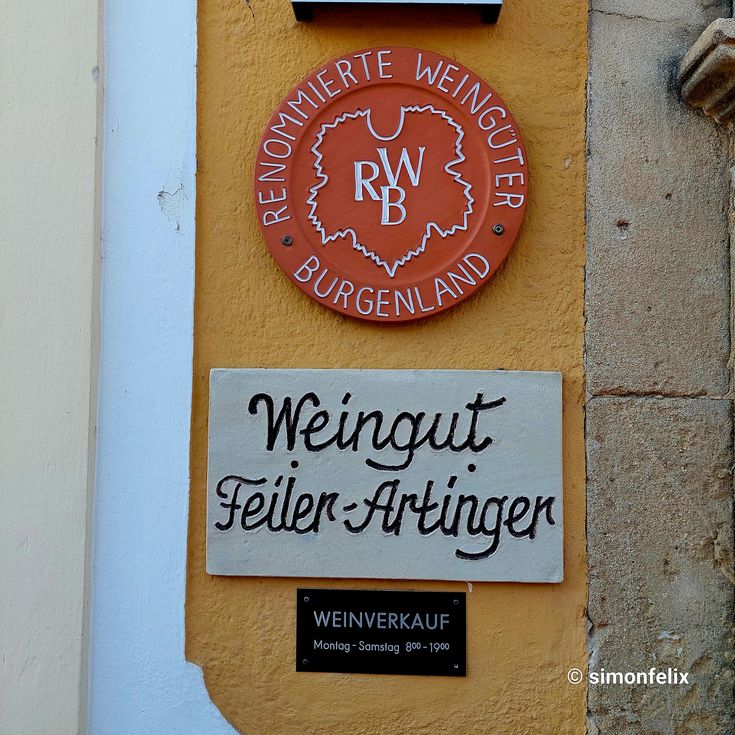 RENOMMIERTE WEINGÜTER
RWB
BURGENLAND
Weingut
Feiler-Artinger
WEINVERKAUF
Montag - Samstag 8⁰⁰ - 19⁰⁰
© simonfelix